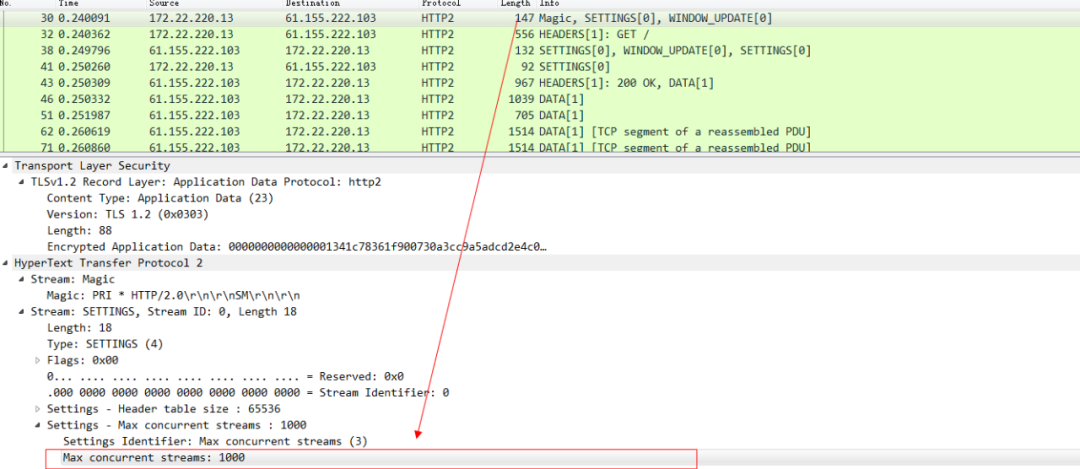 No. Time Source Destination Protocol Length Info
30 0.240091 172.22.220.13 61.155.222.103 HTTP2 147 Magic, SETTINGS[0], WINDOW_UPDATE[0]
32 0.240362 172.22.220.13 61.155.222.103 HTTP2 556 HEADERS[1]: GET /
38 0.249796 61.155.222.103 172.22.220.13 HTTP2 132 SETTINGS[0], WINDOW_UPDATE[0], SETTINGS[0]
41 0.250260 172.22.220.13 61.155.222.103 HTTP2 92 SETTINGS[0]
43 0.250309 61.155.222.103 172.22.220.13 HTTP2 967 HEADERS[1]: 200 OK, DATA[1]
46 0.250332 61.155.222.103 172.22.220.13 HTTP2 1039 DATA[1]
51 0.251987 61.155.222.103 172.22.220.13 HTTP2 705 DATA[1]
62 0.260619 61.155.222.103 172.22.220.13 HTTP2 1514 DATA[1] [TCP segment of a reassembled PDU]
71 0.260860 61.155.222.103 172.22.220.13 HTTP2 1514 DATA[1] [TCP segment of a reassembled PDU]
Transport Layer Security
TLSv1.2 Record Layer: Application Data Protocol: http2
Content Type: Application Data (23)
Version: TLS 1.2 (0x0303)
Length: 88
Encrypted Application Data: 0000000000000001341c78361f900730a3cc9a5adcd2e4c0…
HyperText Transfer Protocol 2
Stream: Magic
Magic: PRI * HTTP/2.0\r\n\r\nSM\r\n\r\n
Stream: SETTINGS, Stream ID: 0, Length 18
Length: 18
Type: SETTINGS (4)
Flags: 0x00
0... .... .... .... .... .... .... .... = Reserved: 0x0
.000 0000 0000 0000 0000 0000 0000 0000 = Stream Identifier: 0
Settings - Header table size : 65536
Settings - Max concurrent streams : 1000
Settings Identifier: Max concurrent streams (3)
Max concurrent streams: 1000